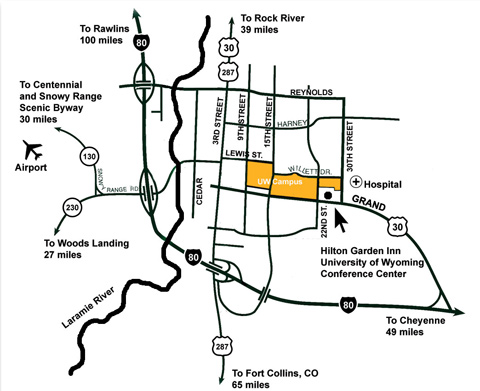 To Rawlins
100 miles
80
To Rock River
39 miles
30
287
To Centennial
and Snowy Range
Scenic Byway
30 miles
REYNOLDS
HARNEY
3RD STREET
9TH STREET
15TH STREET
30TH STREET
Airport
130
SNOWY
RANGE RD.
230
To Woods Landing
27 miles
LEWIS ST.
WILLETT DR.
UW Campus
CEDAR
Hospital
GRAND
22ND ST.
30
Hilton Garden Inn
University of Wyoming
Conference Center
80
Laramie River
80
To Cheyenne
49 miles
287
To Fort Collins, CO
65 miles